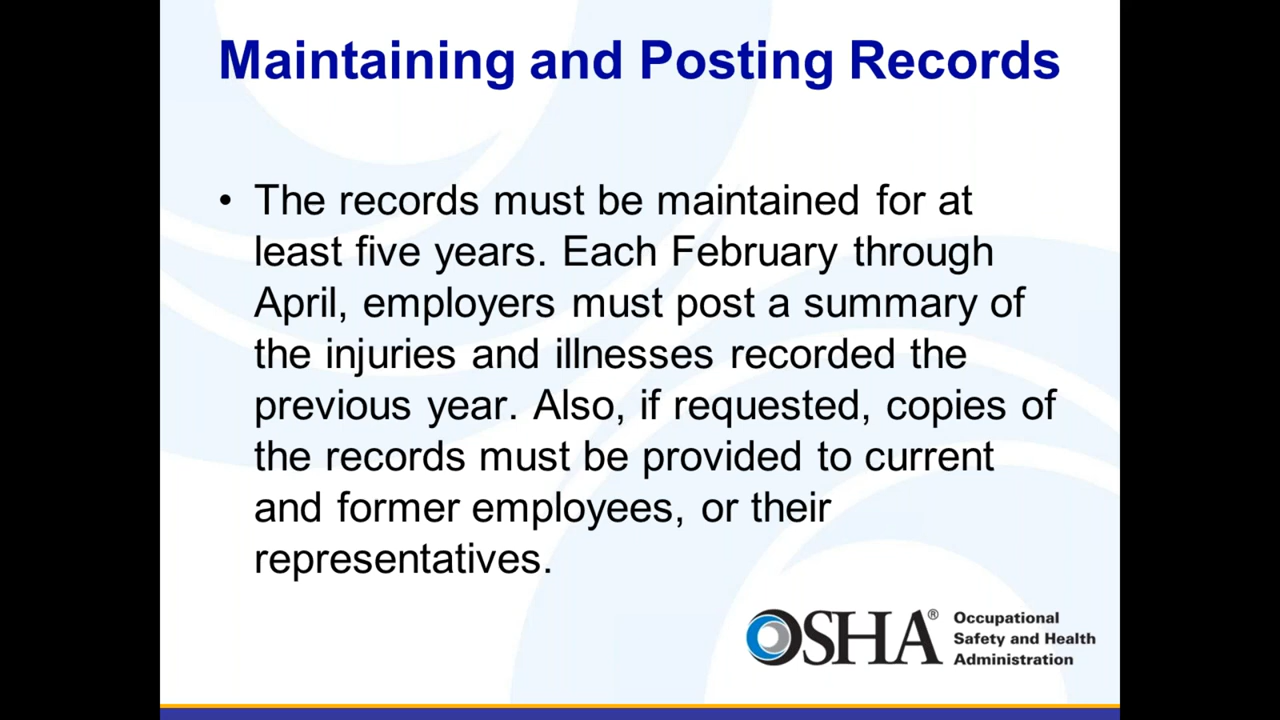 Maintaining and Posting Records
• The records must be maintained for at
least five years. Each February through
April, employers must post a summary of
the injuries and illnesses recorded the
previous year. Also, if requested, copies of
the records must be provided to current
and former employees, or their
representatives.
OSHA®
Occupational
Safety and Health
Administration